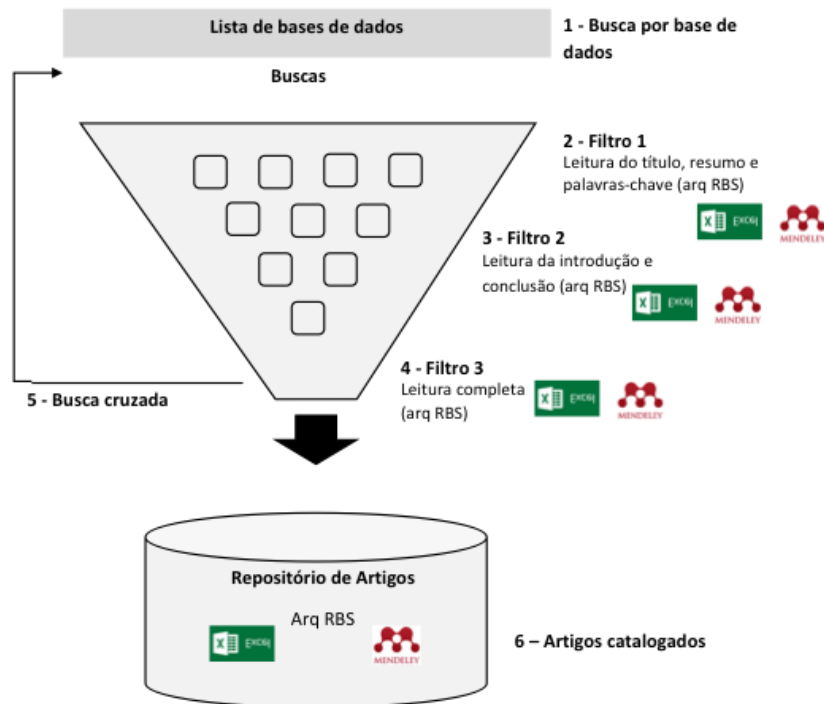 Lista de bases de dados
1 - Busca por base de
dados
Buscas
2 - Filtro 1
Leitura do título, resumo e
palavras-chave (arq RBS)
Excel
MENDELEY
3 - Filtro 2
Leitura da introdução e
conclusão (arq RBS)
Excel
MENDELEY
4 - Filtro 3
Leitura completa
(arq RBS)
Excel
MENDELEY
5 - Busca cruzada
Repositório de Artigos
Arq RBS
Excel
MENDELEY
6 – Artigos catalogados